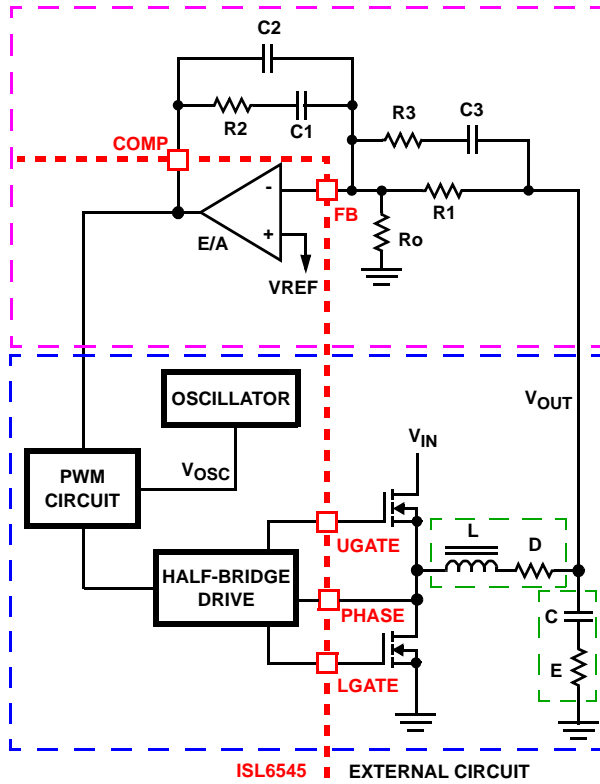 C2
R2
C1
R3
C3
COMP
-
+
E/A
FB
R1
Ro
VREF
OSCILLATOR
VOUT
VIN
PWM
CIRCUIT
VOSC
UGATE
L
D
HALF-BRIDGE
DRIVE
PHASE
C
E
LGATE
ISL6545
EXTERNAL CIRCUIT